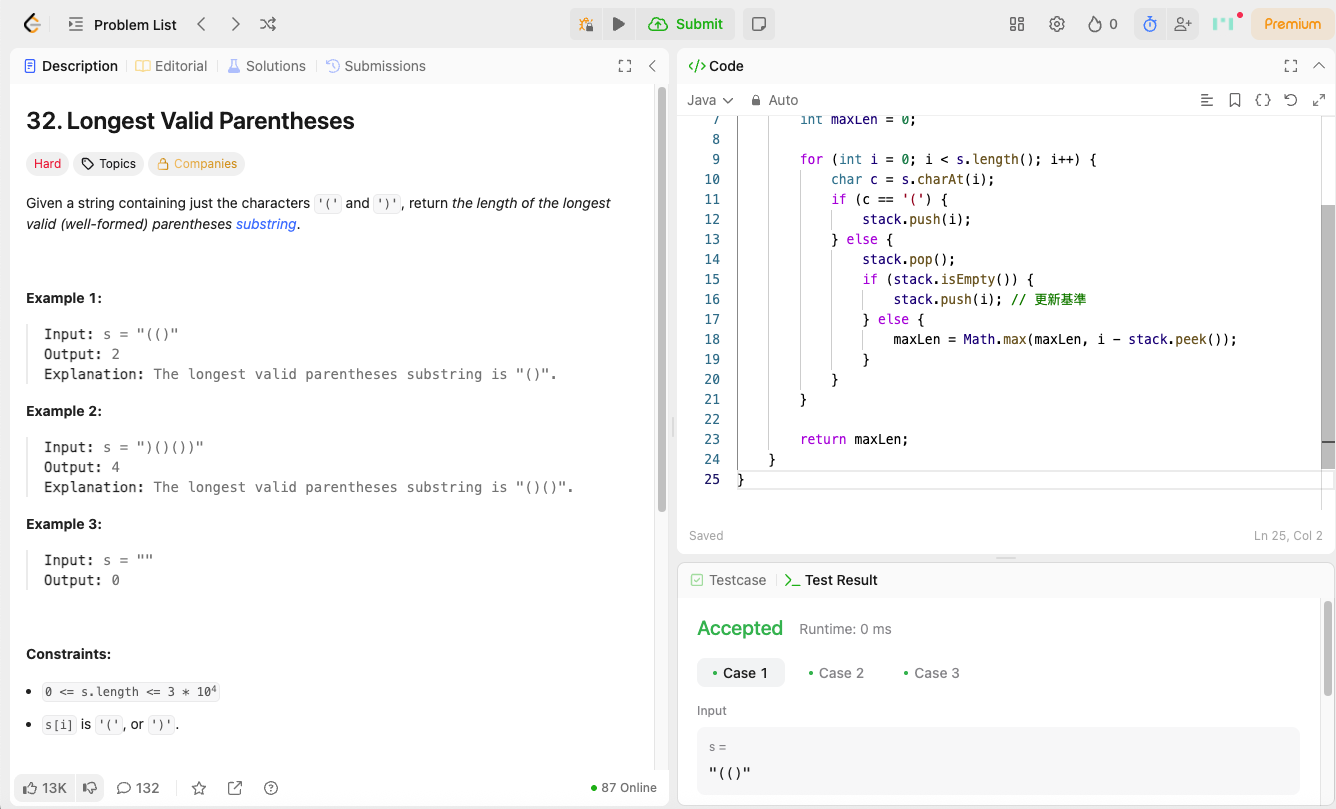 Problem List
Submit
0
Premium
Description
Editorial
Solutions
Submissions
32. Longest Valid Parentheses
Hard
Topics
Companies
Given a string containing just the characters '(' and ')', return the length of the longest
valid (well-formed) parentheses substring.
Example 1:
Input: s = "(()"
Output: 2
Explanation: The longest valid parentheses substring is "()".
Example 2:
Input: s = ")()())"
Output: 4
Explanation: The longest valid parentheses substring is "()()".
Example 3:
Input: s = ""
Output: 0
Constraints:
• 0 <= s.length <= 3 * 10⁴
• s[i] is '(', or ')'.
13K
132
87 Online
</> Code
Java
Auto
7 int maxLen = 0;
8
9 for (int i = 0; i < s.length(); i++) {
10 char c = s.charAt(i);
11 if (c == '(') {
12 stack.push(i);
13 } else {
14 stack.pop();
15 if (stack.isEmpty()) {
16 stack.push(i); // 更新基準
17 } else {
18 maxLen = Math.max(maxLen, i - stack.peek());
19 }
20 }
21 }
22
23 return maxLen;
24 }
25 }
Saved
Ln 25, Col 2
Testcase
Test Result
Accepted
Runtime: 0 ms
• Case 1
• Case 2
• Case 3
Input
s =
"(()"